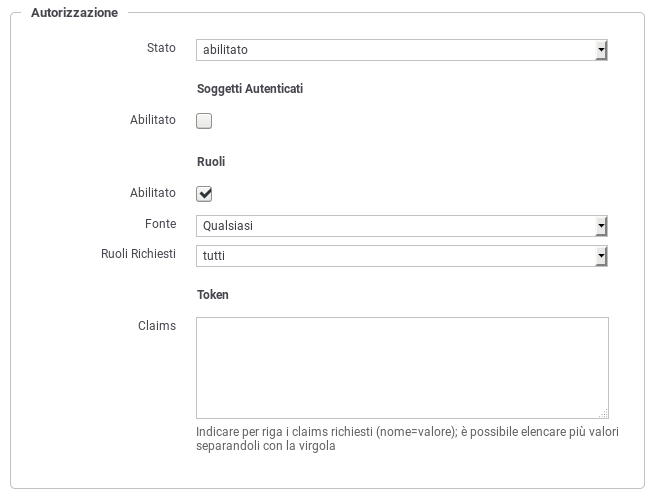 Autorizzazione
Stato abilitato
Soggetti Autenticati
Abilitato
Ruoli
Abilitato
Fonte Qualsiasi
Ruoli Richiesti tutti
Token
Claims
Indicare per riga i claims richiesti (nome=valore); è possibile elencare più valori
separandoli con la virgola